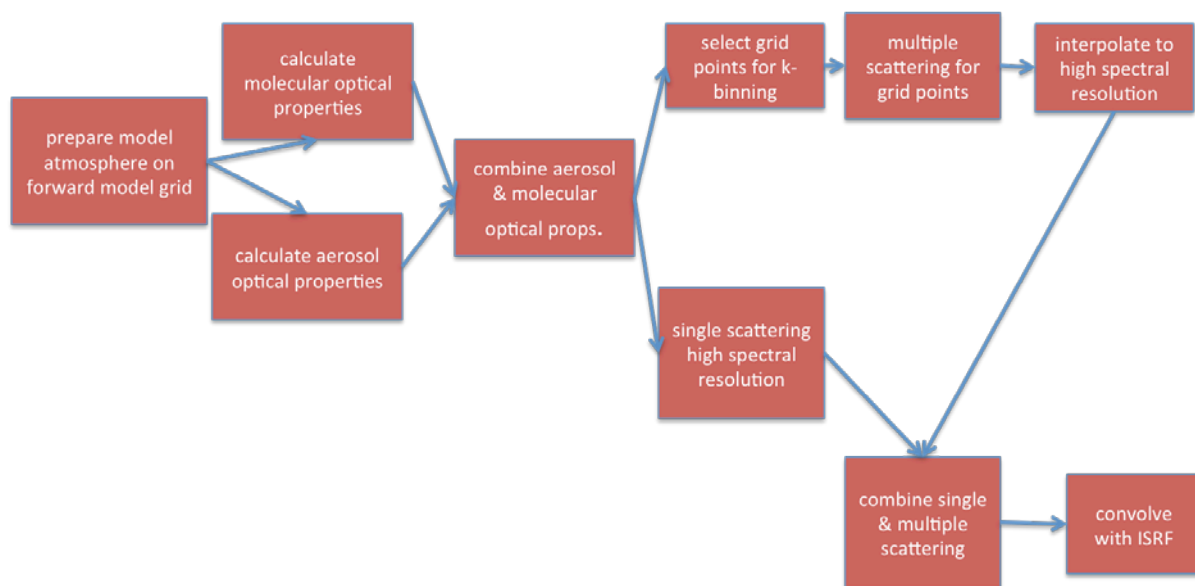 prepare model
atmosphere on
forward model grid
calculate
molecular optical
properties
calculate aerosol
optical properties
combine aerosol
& molecular
optical props.
select grid
points for k-
binning
multiple
scattering for
grid points
interpolate to
high spectral
resolution
single scattering
high spectral
resolution
combine single
& multiple
scattering
convolve
with ISRF